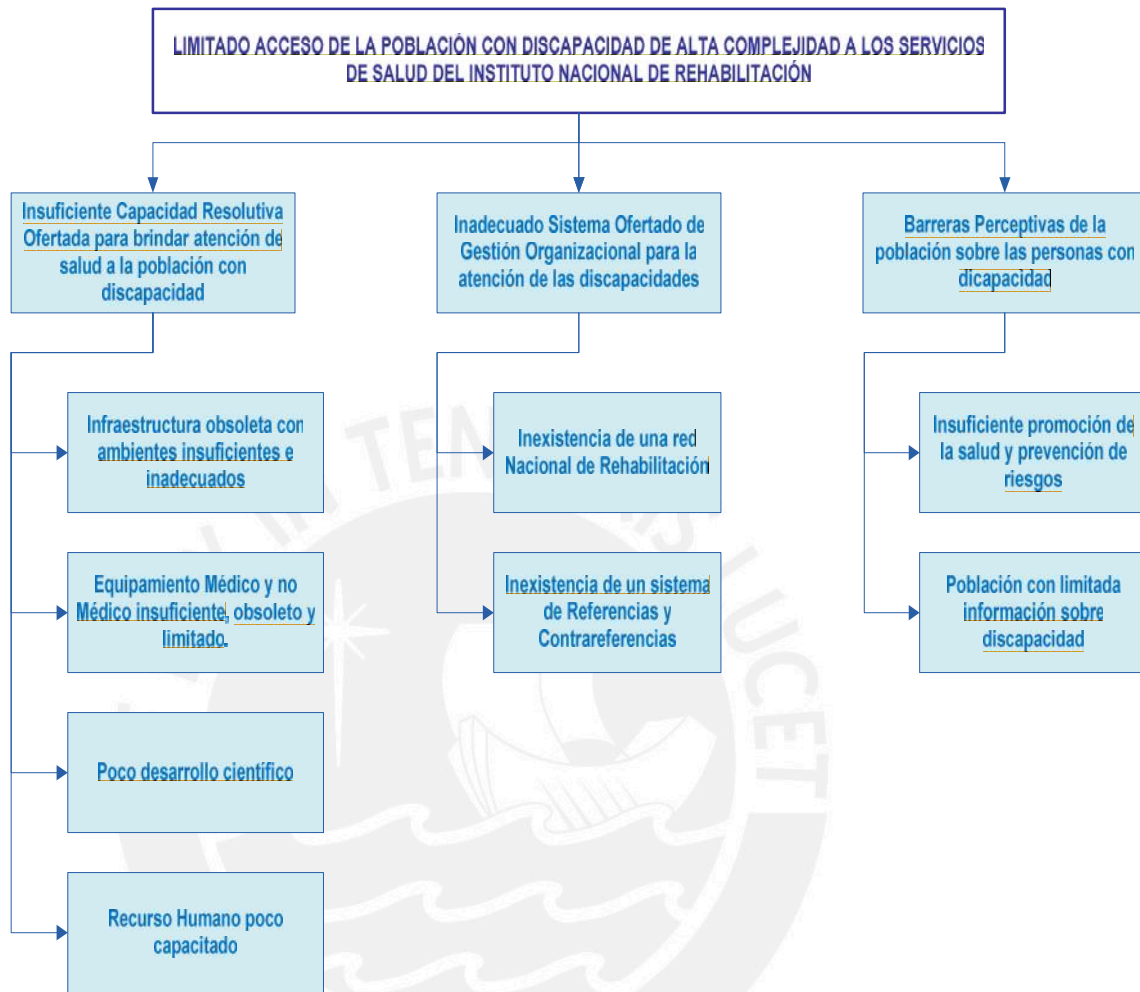 LIMITADO ACCESO DE LA POBLACIÓN CON DISCAPACIDAD DE ALTA COMPLEJIDAD A LOS SERVICIOS
DE SALUD DEL INSTITUTO NACIONAL DE REHABILITACIÓN
Insuficiente Capacidad Resolutiva
Ofertada para brindar atención de
salud a la población con
discapacidad
Inadecuado Sistema Ofertado de
Gestión Organizacional para la
atención de las discapacidades
Barreras Perceptivas de la
población sobre las personas con
dicapacidad
Infraestructura obsoleta con
ambientes insuficientes e
inadecuados
Inexistencia de una red
Nacional de Rehabilitación
Insuficiente promoción de
la salud y prevención de
riesgos
Equipamiento Médico y no
Médico insuficiente, obsoleto y
limitado.
Inexistencia de un sistema
de Referencias y
Contrareferencias
Población con limitada
información sobre
discapacidad
Poco desarrollo científico
Recurso Humano poco
capacitado